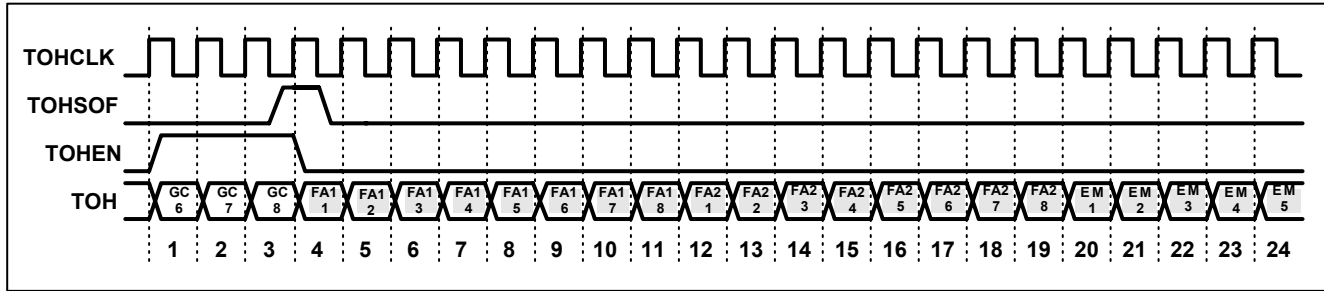 TOHCLK
TOHSOF
TOHEN
TOH
GC GC GC FA1 FA1 FA1 FA1 FA1 FA1 FA1 FA1 FA2 FA2 FA2 FA2 FA2 FA2 FA2 FA2 EM EM EM EM EM
6 7 8 1 2 3 4 5 6 7 8 1 2 3 4 5 6 7 8 1 2 3 4 5
1 2 3 4 5 6 7 8 9 10 11 12 13 14 15 16 17 18 19 20 21 22 23 24